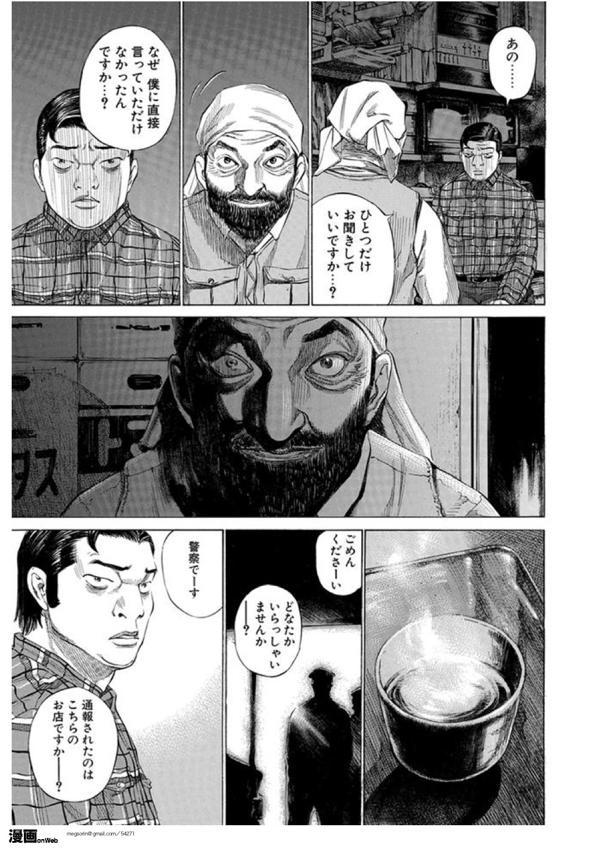 あの……
ひとつだけ
お聞きして
いいですか…?
なぜ 僕に直接
言っていただけ
なかったん
ですか…?
タス
ごめん
くださーい
どなたか
いらっしゃい
ませんか
――?
警察でーす
通報されたのは
こちらの
お店ですか――?
漫画onWeb
megaorin@gmail.com/54271